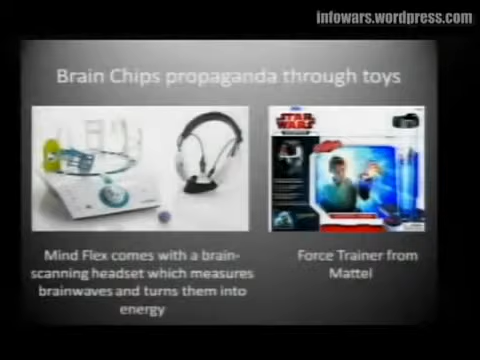 infowars.wordpress.com
Brain Chips propaganda through toys
STAR
WARS
Mind Flex comes with a brain-
scanning headset which measures
brainwaves and turns them into
energy
Force Trainer from
Mattel